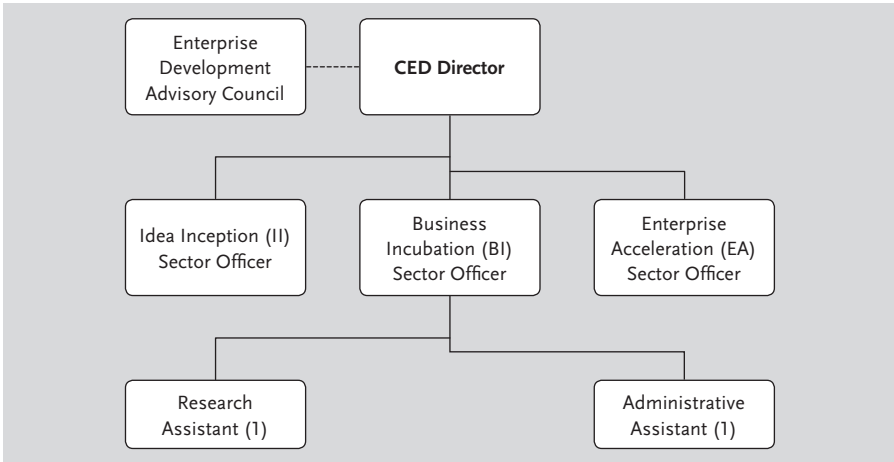 Enterprise
Development
Advisory Council
CED Director
Idea Inception (II)
Sector Officer
Business
Incubation (BI)
Sector Officer
Enterprise
Acceleration (EA)
Sector Officer
Research
Assistant (1)
Administrative
Assistant (1)